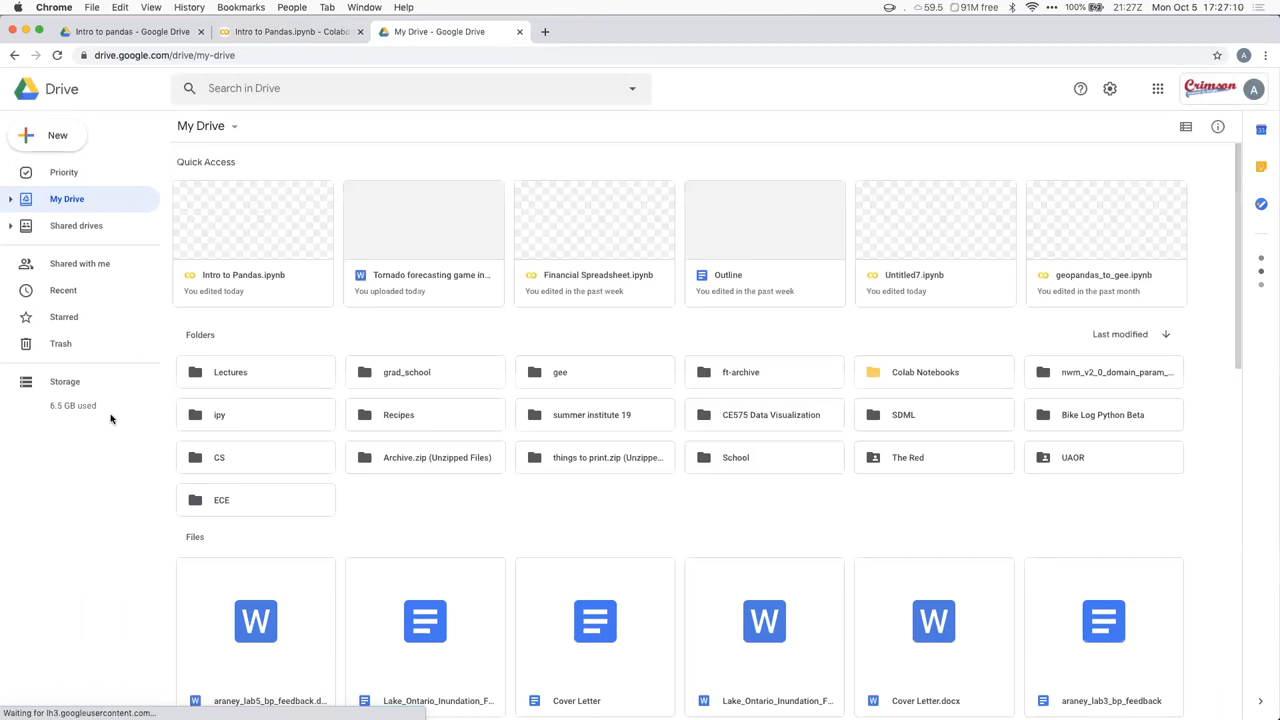 Chrome File Edit View History Bookmarks People Tab Window Help 59.5 91M free 100% 21:27Z Mon Oct 5 17:27:10
Intro to pandas - Google Drive Intro to Pandas.ipynb - Colab My Drive - Google Drive
drive.google.com/drive/my-drive A
Drive Search in Drive Crimson A
New My Drive
Quick Access
Priority
My Drive
Shared drives
Shared with me
Recent
Starred
Trash
Storage
6.5 GB used
Intro to Pandas.ipynb Tornado forecasting game in... Financial Spreadsheet.ipynb Outline Untitled7.ipynb geopandas_to_gee.ipynb
You edited today You uploaded today You edited in the past week You edited in the past week You edited today You edited in the past month
Folders Last modified
Lectures grad_school gee ft-archive Colab Notebooks nwm_v2_0_domain_param_...
ipy Recipes summer institute 19 CE575 Data Visualization SDML Bike Log Python Beta
CS Archive.zip (Unzipped Files) things to print.zip (Unzippe... School The Red UAOR
ECE
Files
W W W
araney_lab5_bp_feedback.d... Lake_Ontario_Inundation_F... Cover Letter Lake_Ontario_Inundation_F... Cover Letter.docx araney_lab3_bp_feedback
Waiting for lh3.googleusercontent.com...